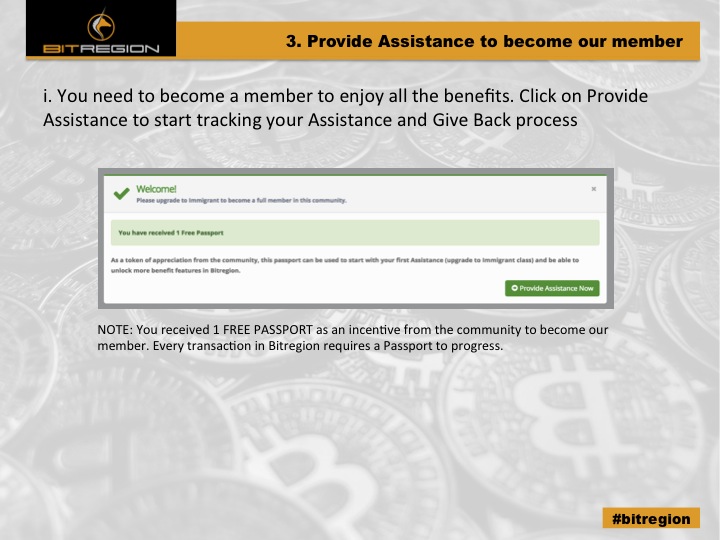 BITREGION
3. Provide Assistance to become our member
i. You need to become a member to enjoy all the benefits. Click on Provide
Assistance to start tracking your Assistance and Give Back process
Welcome!
Please upgrade to Immigrant to become a full member in this community.
×
You have received 1 Free Passport
As a token of appreciation from the community, this passport can be used to start with your first Assistance (upgrade to Immigrant class) and be able to
unlock more benefit features in Bitregion.
Provide Assistance Now
NOTE: You received 1 FREE PASSPORT as an incentive from the community to become our
member. Every transaction in Bitregion requires a Passport to progress.
#bitregion